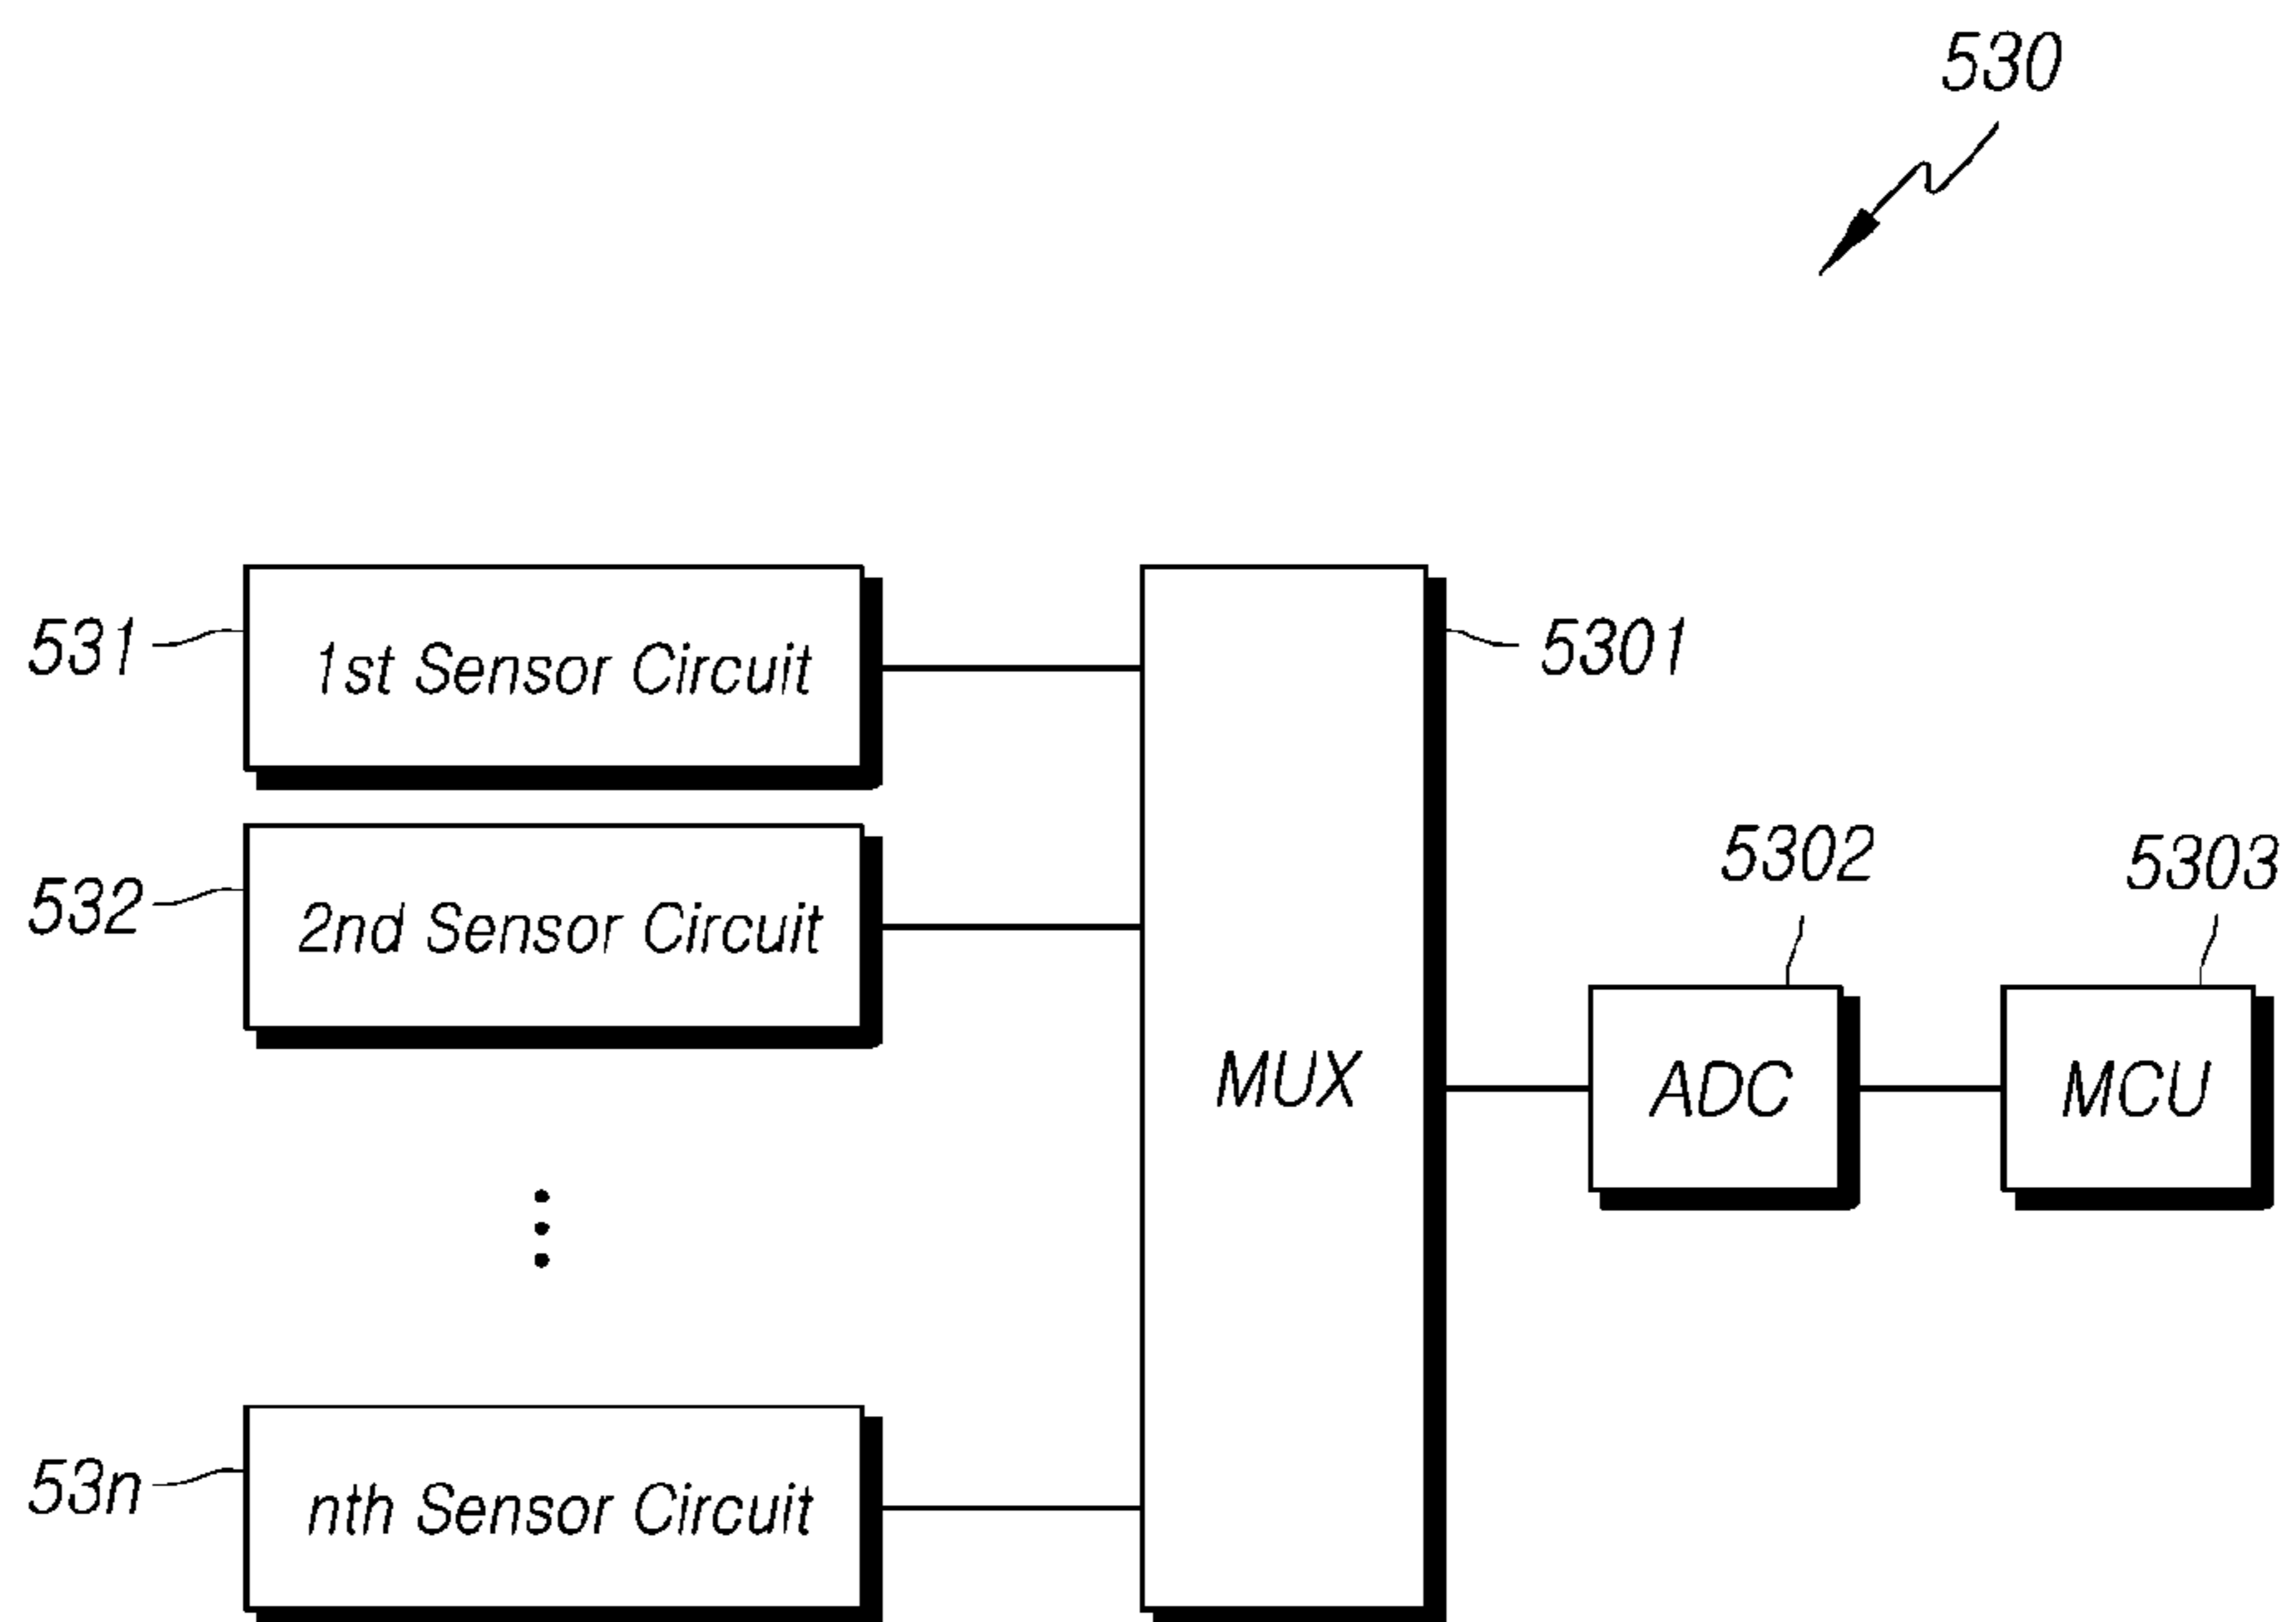 530
531
1st Sensor Circuit
5301
532
2nd Sensor Circuit
5302
5303
MUX
ADC
MCU
53n
nth Sensor Circuit